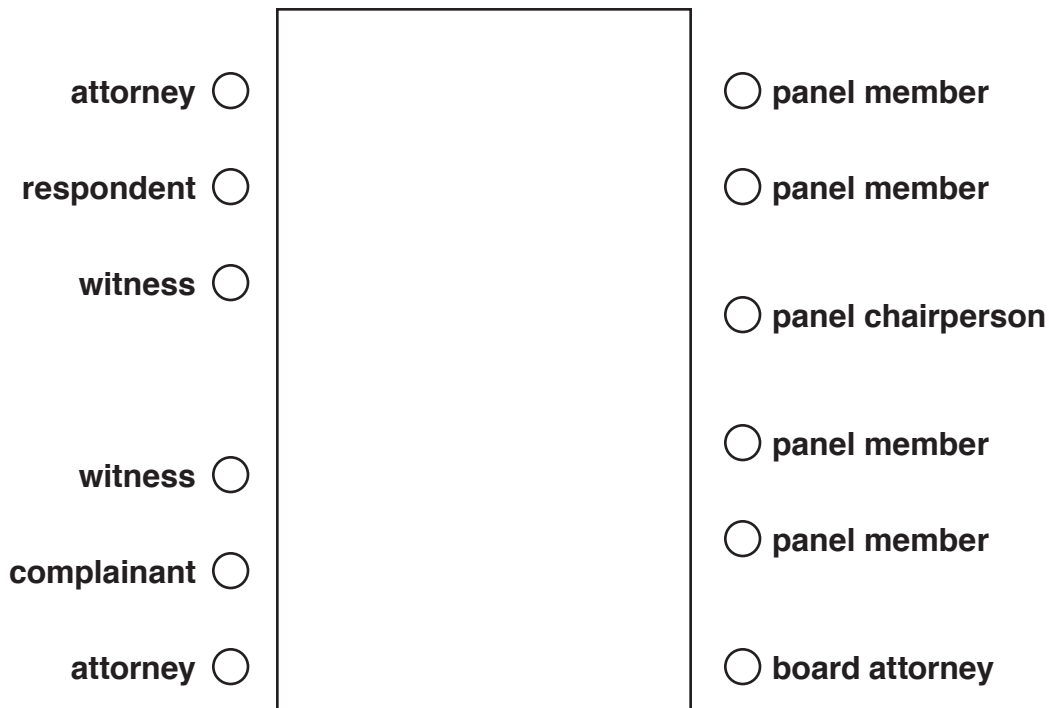 attorney
respondent
witness
witness
complainant
attorney
panel member
panel member
panel chairperson
panel member
panel member
board attorney